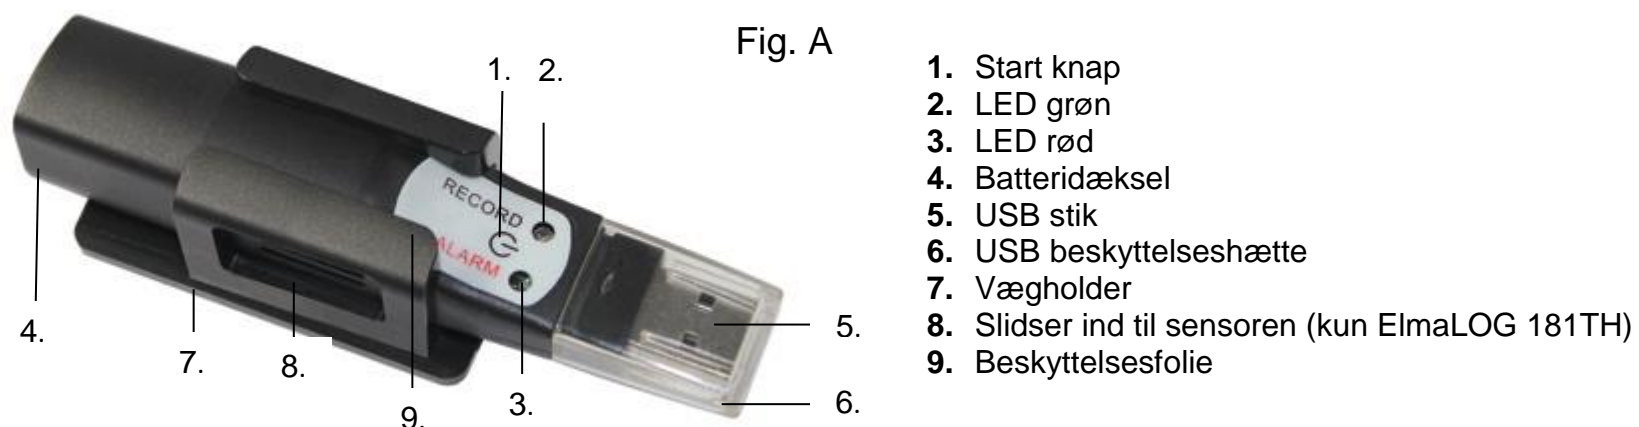 Fig. A
1. 2.
RECORD
ALARM
4.
7.
8.
9.
3.
5.
6.
1. Start knap
2. LED grøn
3. LED rød
4. Batteridæksel
5. USB stik
6. USB beskyttelseshætte
7. Vægholder
8. Slidser ind til sensoren (kun ElmaLOG 181TH)
9. Beskyttelsesfolie